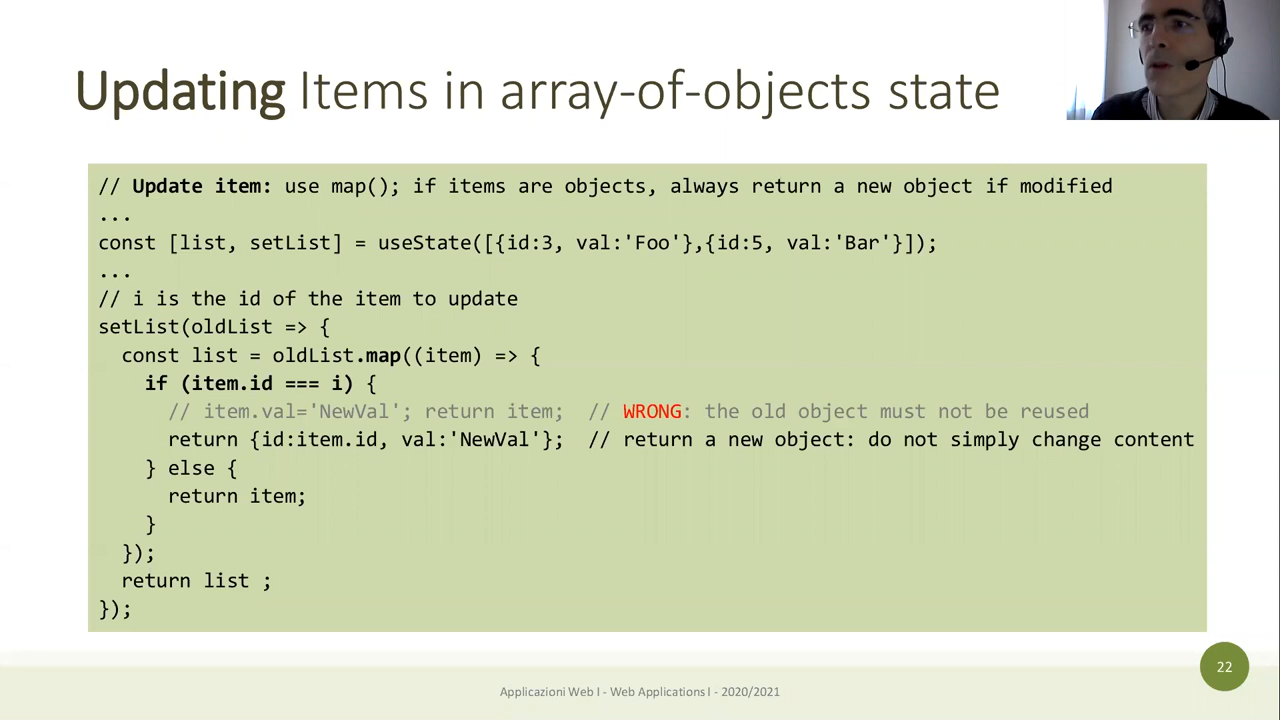 Updating Items in array-of-objects state
// Update item: use map(); if items are objects, always return a new object if modified
...
const [list, setList] = useState([{id:3, val:'Foo'},{id:5, val:'Bar'}]);
...
// i is the id of the item to update
setList(oldList => {
  const list = oldList.map((item) => {
    if (item.id === i) {
      // item.val='NewVal'; return item;  // WRONG: the old object must not be reused
      return {id:item.id, val:'NewVal'};  // return a new object: do not simply change content
    } else {
      return item;
    }
  });
  return list ;
});
22
Applicazioni Web I - Web Applications I - 2020/2021